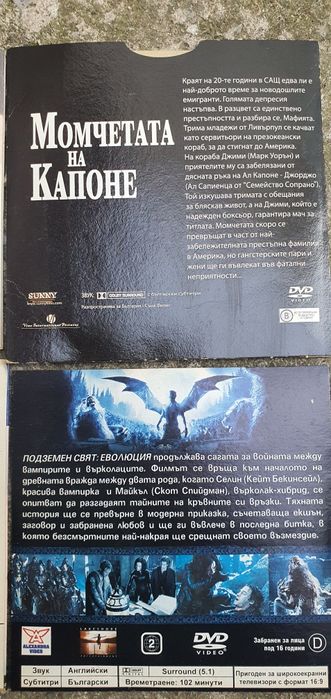 Момчетата
на
Капоне
Краят на 20-те години в САЩ едва ли е
най-доброто време за новодошлите
емигранти. Голямата депресия
настъпва. В разцвет са единствено
престъпността и разбира се, Мафията.
Трима младежи от Ливърпул се качват
като сервитьори на презокеански
кораб, за да стигнат до Америка.
На кораба Джими (Марк Уорън) и
приятелите му са забелязани от
дясната ръка на Ал Капоне - Джорджо
(Ал Сапиенца от "Семейство Сопрано").
Той изкушава тримата с обещания
за бляскав живот, а на Джими, който е
надежден боксьор, гарантира мач за
титлата. Момчетата скоро се
превръщат в част от най-
забележителната престъпна фамилия
в Америка, но гангстерските пари и
жени ще ги въвлекат във фатални
неприятности...
SUNNY
ЗВУК
DOLBY SURROUND
с български субтитри
DVD
VIDEO
B
ПОДЗЕМЕН СВЯТ: ЕВОЛЮЦИЯ продължава сагата за войната между
вампирите и върколаците. Филмът се връща към началото на
древната вражда между двата рода, когато Селин (Кейт Бекинсейл),
красива вампирка и Майкъл (Скот Спийдман), върколак-хибрид, се
опитват да разгадаят тайните на кръвните си връзки. Тяхната
история ще се превърне в модерна приказка, съчетаваща екшън,
заговор и забранена любов и ще ги въвлече в последна битка, в
която безсмъртните най-накрая ще срещнат своето възмездие.
ALEXANDRA
VIDEO
LAKESHORE
ENTERTAINMENT
2
DVD
VIDEO
Забранен за лица
под 16 години
D
Звук Английски DOLBY DIGITAL Surround (5.1) Пригоден за широкоекранни
Субтитри Български Времетраене: 102 минути телевизори с формат 16:9